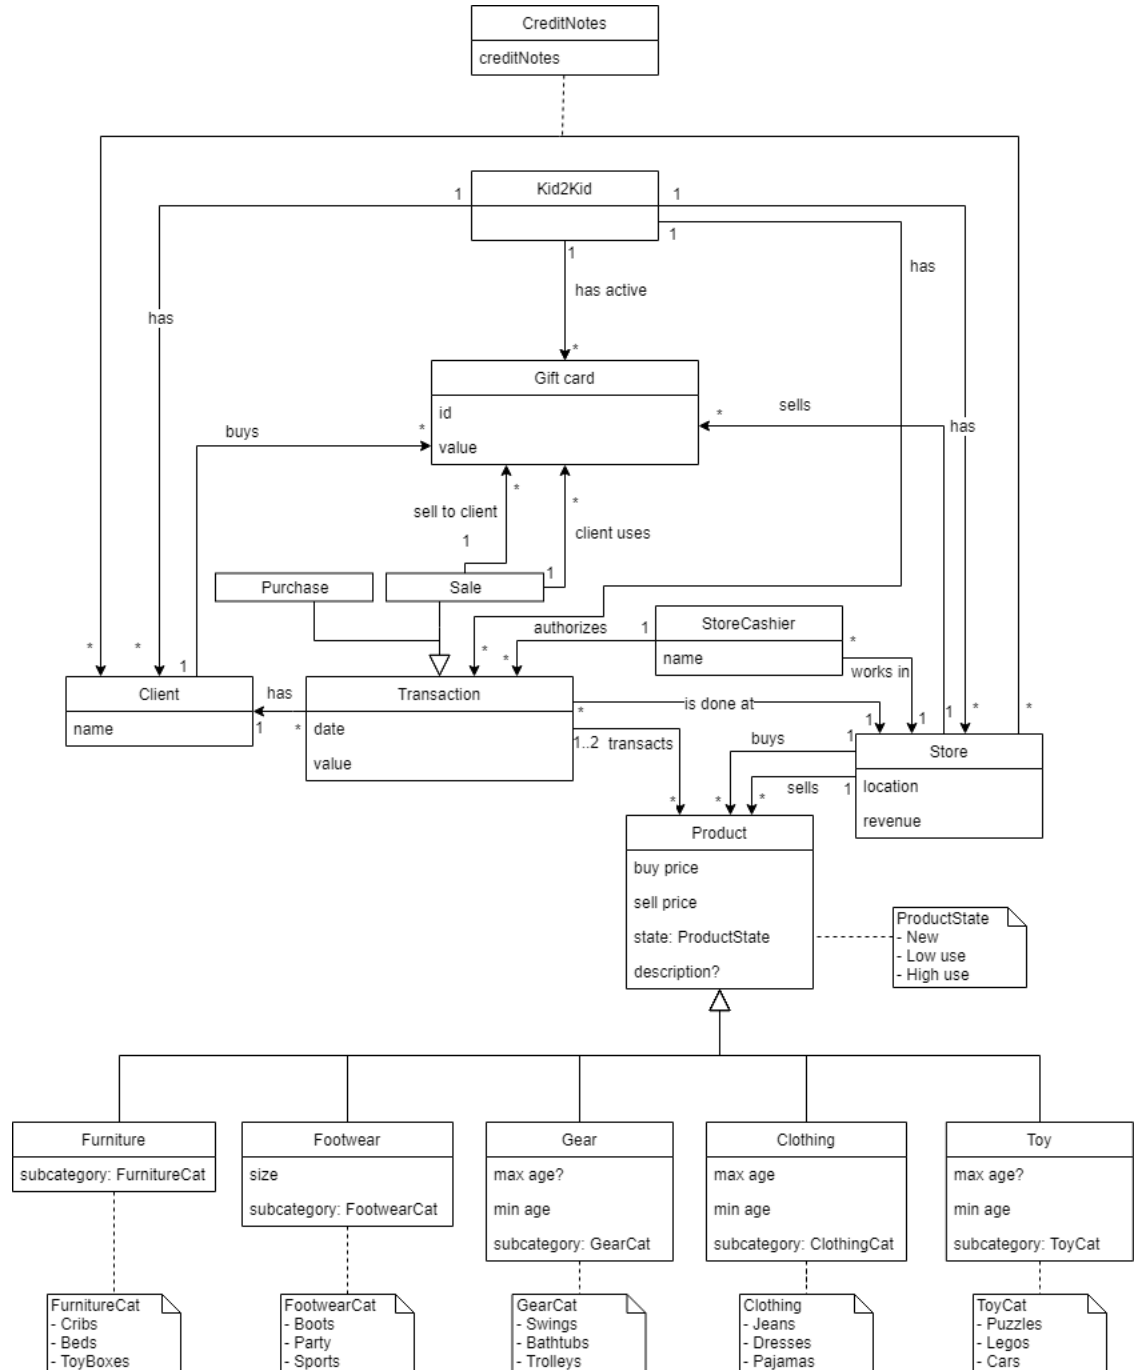 CreditNotes
creditNotes
Kid2Kid
1
1
1
1
has
has active
has
*
Gift card
id
value
*
sells
has
buys
*
*
*
sell to client
client uses
1
1
Purchase
Sale
StoreCashier
name
authorizes
1
*
works in
*
*
1
*
*
1
1
*
*
Client
name
has
1
*
Transaction
date
value
*
is done at
1
1..2
transacts
*
Store
location
revenue
buys
1
*
sells
1
*
Product
buy price
sell price
state: ProductState
description?
ProductState
- New
- Low use
- High use
Furniture
subcategory: FurnitureCat
Footwear
size
subcategory: FootwearCat
Gear
max age?
min age
subcategory: GearCat
Clothing
max age
min age
subcategory: ClothingCat
Toy
max age?
min age
subcategory: ToyCat
FurnitureCat
- Cribs
- Beds
- ToyBoxes
FootwearCat
- Boots
- Party
- Sports
GearCat
- Swings
- Bathtubs
- Trolleys
Clothing
- Jeans
- Dresses
- Pajamas
ToyCat
- Puzzles
- Legos
- Cars